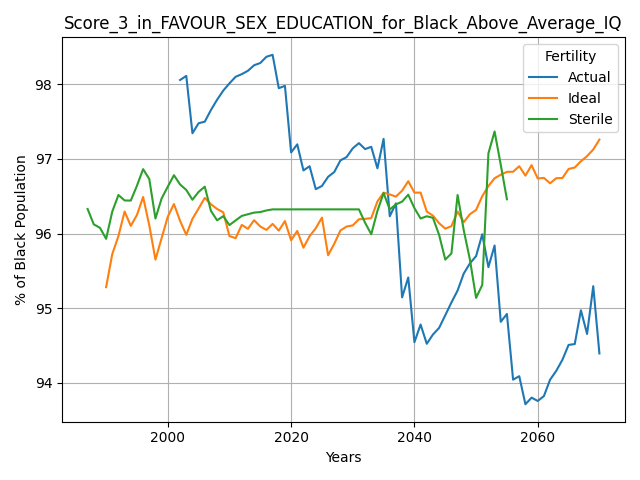 Score_3_in_FAVOUR_SEX_EDUCATION_for_Black_Above_Average_IQ
Fertility
Actual
Ideal
Sterile
% of Black Population
98
97
96
95
94
2000
2020
2040
2060
Years